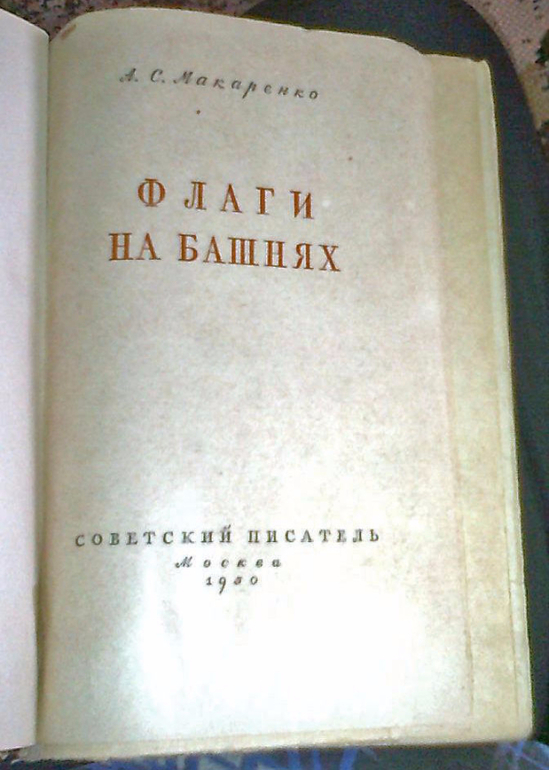 А. С. Макаренко
ФЛАГИ
НА БАШНЯХ
СОВЕТСКИЙ ПИСАТЕЛЬ
Москва
1950